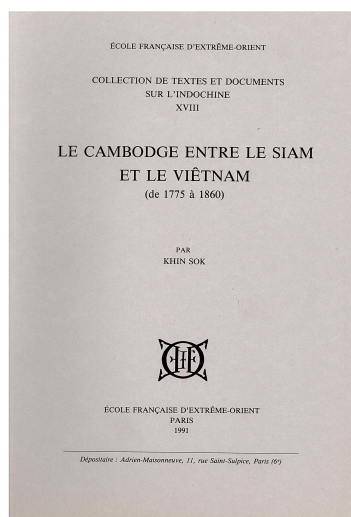 ÉCOLE FRANÇAISE D'EXTRÊME-ORIENT
COLLECTION DE TEXTES ET DOCUMENTS
SUR L'INDOCHINE
XVIII
LE CAMBODGE ENTRE LE SIAM
ET LE VIÊTNAM
(de 1775 à 1860)
PAR
KHIN SOK
ÉCOLE FRANÇAISE D'EXTRÊME-ORIENT
PARIS
1991
Dépositaire : Adrien-Maisonneuve, 11, rue Saint-Sulpice, Paris (6e)